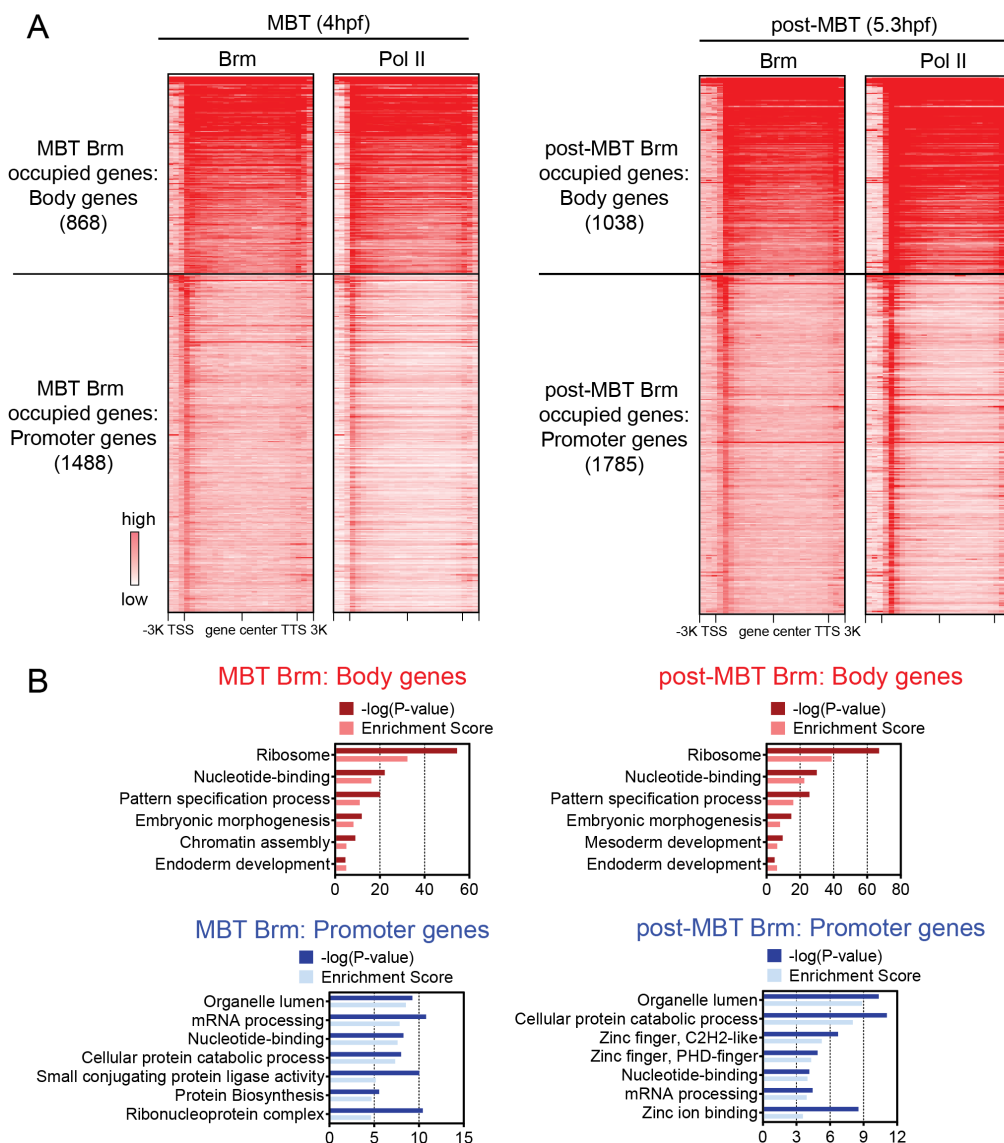 A
MBT (4hpf)
Brm
Pol II
MBT Brm
occupied genes:
Body genes
(868)
MBT Brm
occupied genes:
Promoter genes
(1488)
high
low
-3K TSS gene center TTS 3K
post-MBT (5.3hpf)
Brm
Pol II
post-MBT Brm
occupied genes:
Body genes
(1038)
post-MBT Brm
occupied genes:
Promoter genes
(1785)
-3K TSS gene center TTS 3K
B
MBT Brm: Body genes
-log(P-value)
Enrichment Score
Ribosome
Nucleotide-binding
Pattern specification process
Embryonic morphogenesis
Chromatin assembly
Endoderm development
0 20 40 60
post-MBT Brm: Body genes
-log(P-value)
Enrichment Score
Ribosome
Nucleotide-binding
Pattern specification process
Embryonic morphogenesis
Mesoderm development
Endoderm development
0 20 40 60 80
MBT Brm: Promoter genes
-log(P-value)
Enrichment Score
Organelle lumen
mRNA processing
Nucleotide-binding
Cellular protein catabolic process
Small conjugating protein ligase activity
Protein Biosynthesis
Ribonucleoprotein complex
0 5 10 15
post-MBT Brm: Promoter genes
-log(P-value)
Enrichment Score
Organelle lumen
Cellular protein catabolic process
Zinc finger, C2H2-like
Zinc finger, PHD-finger
Nucleotide-binding
mRNA processing
Zinc ion binding
0 3 6 9 12